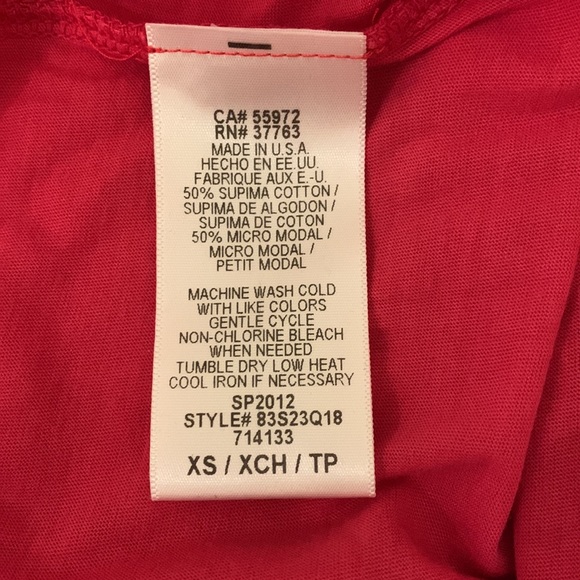 CA# 55972
RN# 37763
MADE IN U.S.A.
HECHO EN EE.UU.
FABRIQUE AUX E.-U.
50% SUPIMA COTTON /
SUPIMA DE ALGODON /
SUPIMA DE COTON
50% MICRO MODAL /
MICRO MODAL /
PETIT MODAL
MACHINE WASH COLD
WITH LIKE COLORS
GENTLE CYCLE
NON-CHLORINE BLEACH
WHEN NEEDED
TUMBLE DRY LOW HEAT
COOL IRON IF NECESSARY
SP2012
STYLE# 83S23Q18
714133
XS / XCH / TP